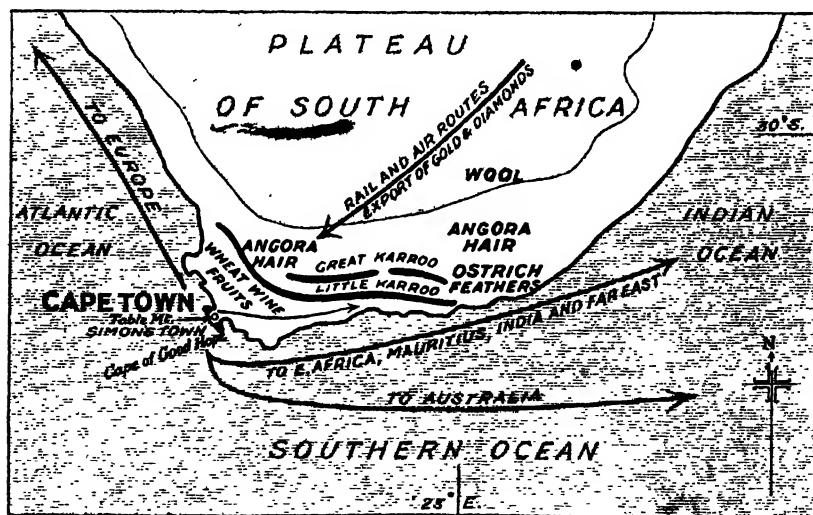 PLATEAU
OF SOUTH AFRICA
30° S.
RAIL AND AIR ROUTES
EXPORT OF GOLD & DIAMONDS
TO EUROPE
WOOL
ATLANTIC
OCEAN
INDIAN
OCEAN
ANGORA
HAIR
ANGORA
HAIR
GREAT KARROO
LITTLE KARROO
OSTRICH
FEATHERS
WHEAT WINE
FRUITS
CAPE TOWN
Table Mt.
SIMONSTOWN
Cape of Good Hope
TO E. AFRICA, MAURITIUS, INDIA AND FAR EAST
TO AUSTRALIA
N
SOUTHERN OCEAN
25° E.